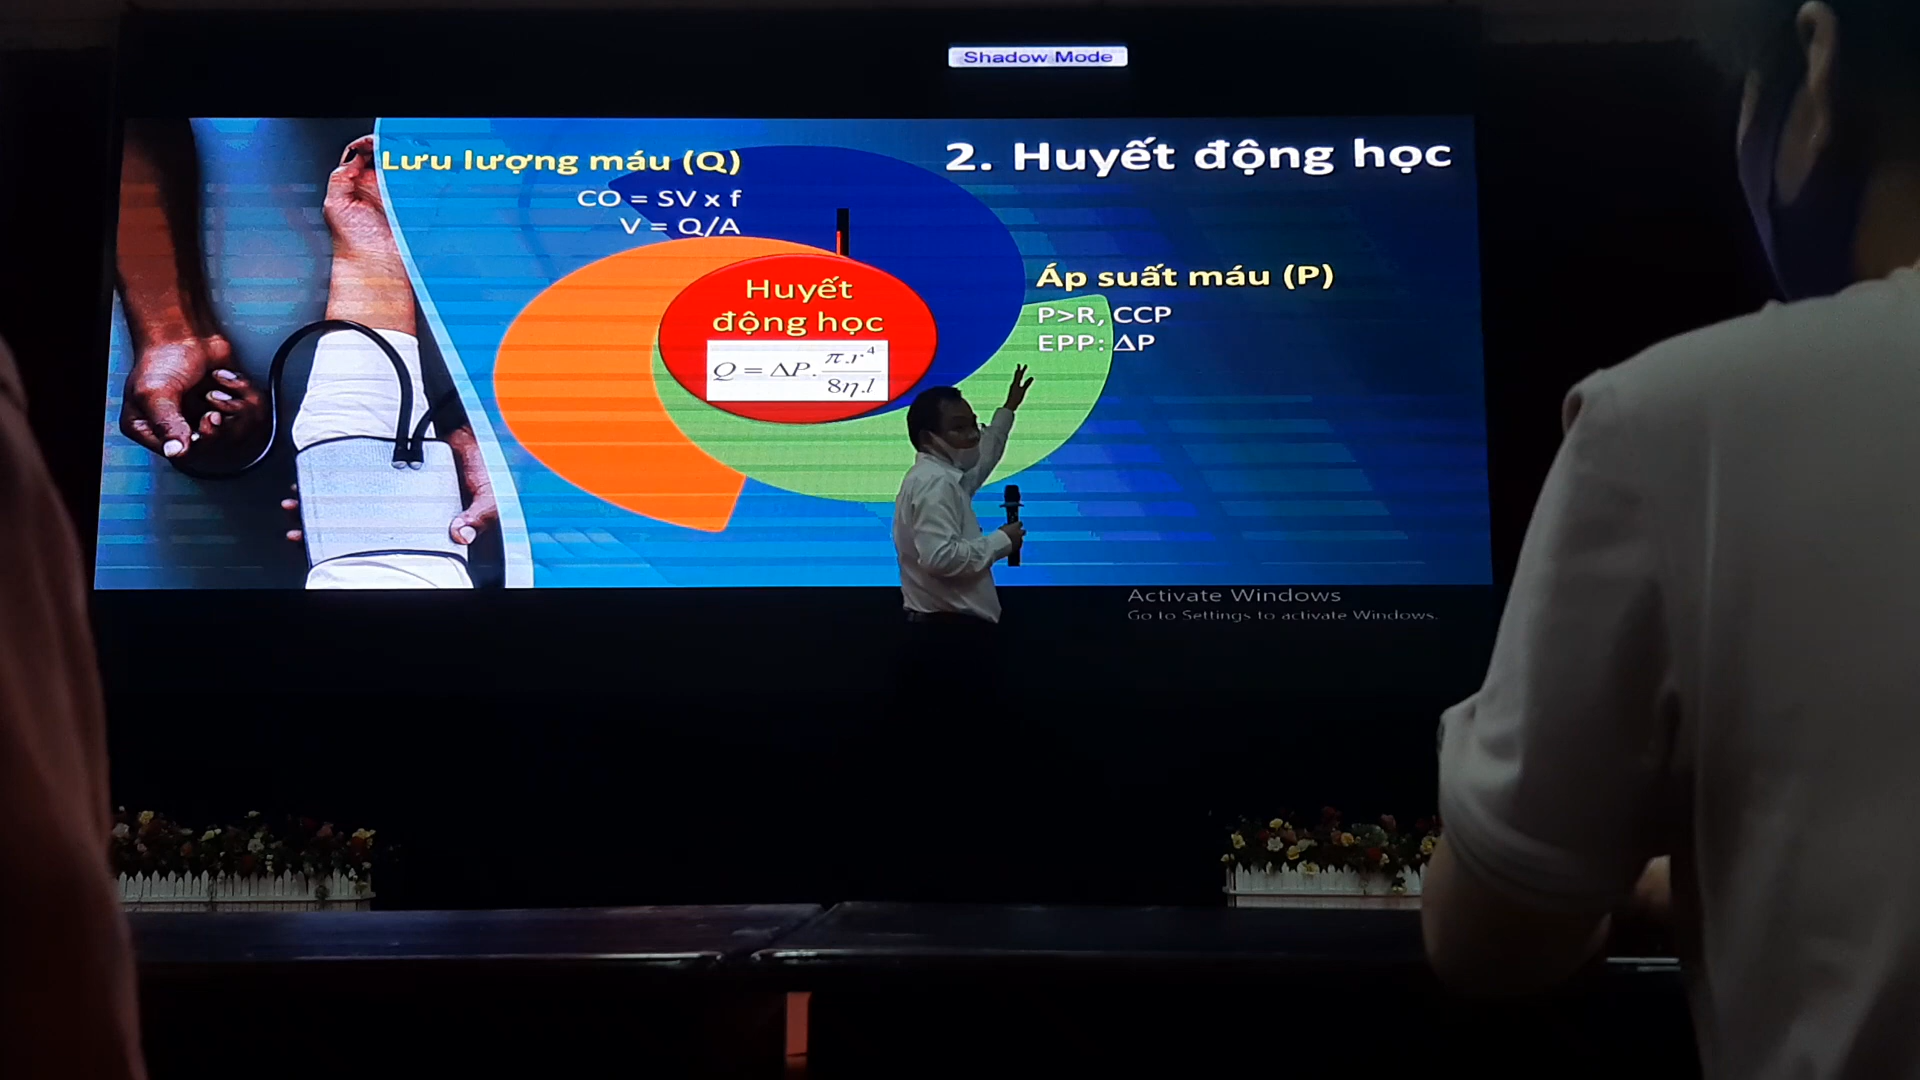 Shadow Mode
2. Huyết động học
Lưu lượng máu (Q)
CO = SV x f
V = Q/A
Áp suất máu (P)
P>R, CCP
EPP: ΔP
Huyết
động học
Q = ΔP. π.r⁴ / 8η.l
Activate Windows
Go to Settings to activate Windows.